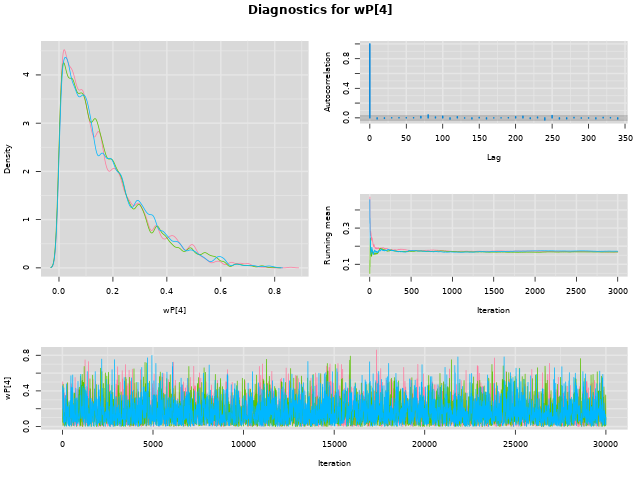 Diagnostics for wP[4]
Density
0 1 2 3 4
0.0 0.2 0.4 0.6 0.8
wP[4]
Autocorrelation
0.0 0.4 0.8
0 50 100 150 200 250 300 350
Lag
Running mean
0.1 0.3
0 500 1000 1500 2000 2500 3000
Iteration
wP[4]
0.0 0.4 0.8
0 5000 10000 15000 20000 25000 30000
Iteration